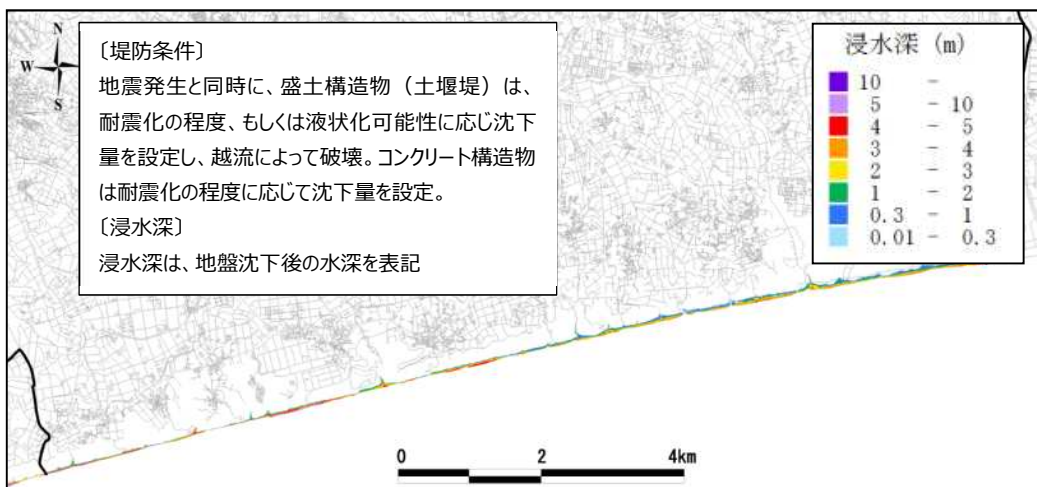 N
W
S
〔堤防条件〕
地震発生と同時に、盛土構造物（土堰堤）は、
耐震化の程度、もしくは液状化可能性に応じ沈下
量を設定し、越流によって破壊。コンクリート構造物
は耐震化の程度に応じて沈下量を設定。
〔浸水深〕
浸水深は、地盤沈下後の水深を表記
浸水深 (m)
10 -
5 - 10
4 - 5
3 - 4
2 - 3
1 - 2
0.3 - 1
0.01 - 0.3
0 2 4km